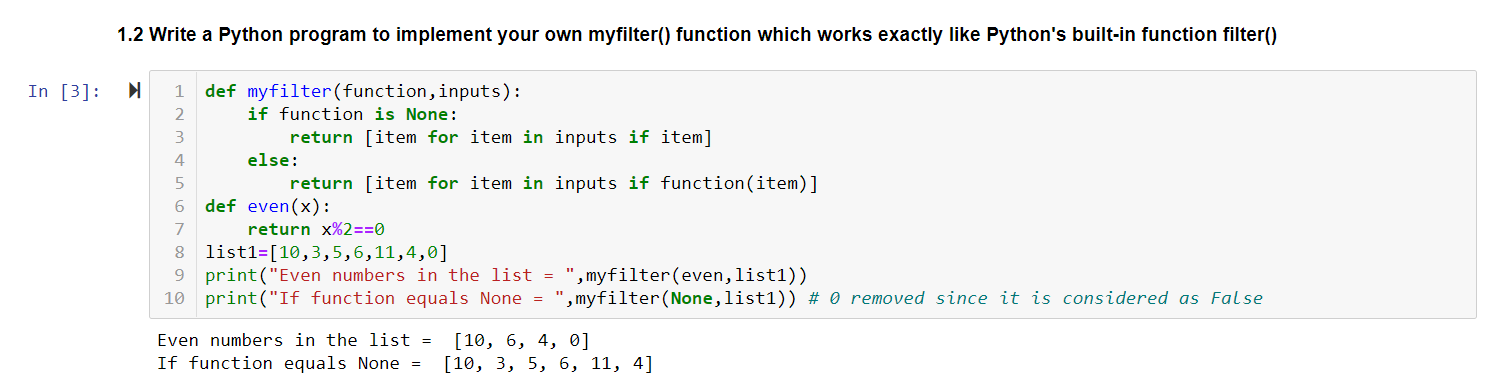 1.2 Write a Python program to implement your own myfilter() function which works exactly like Python's built-in function filter()
In [3]:
1 def myfilter(function,inputs):
2     if function is None:
3         return [item for item in inputs if item]
4     else:
5         return [item for item in inputs if function(item)]
6 def even(x):
7     return x%2==0
8 list1=[10,3,5,6,11,4,0]
9 print("Even numbers in the list = ",myfilter(even,list1))
10 print("If function equals None = ",myfilter(None,list1)) # 0 removed since it is considered as False
Even numbers in the list =  [10, 6, 4, 0]
If function equals None =  [10, 3, 5, 6, 11, 4]